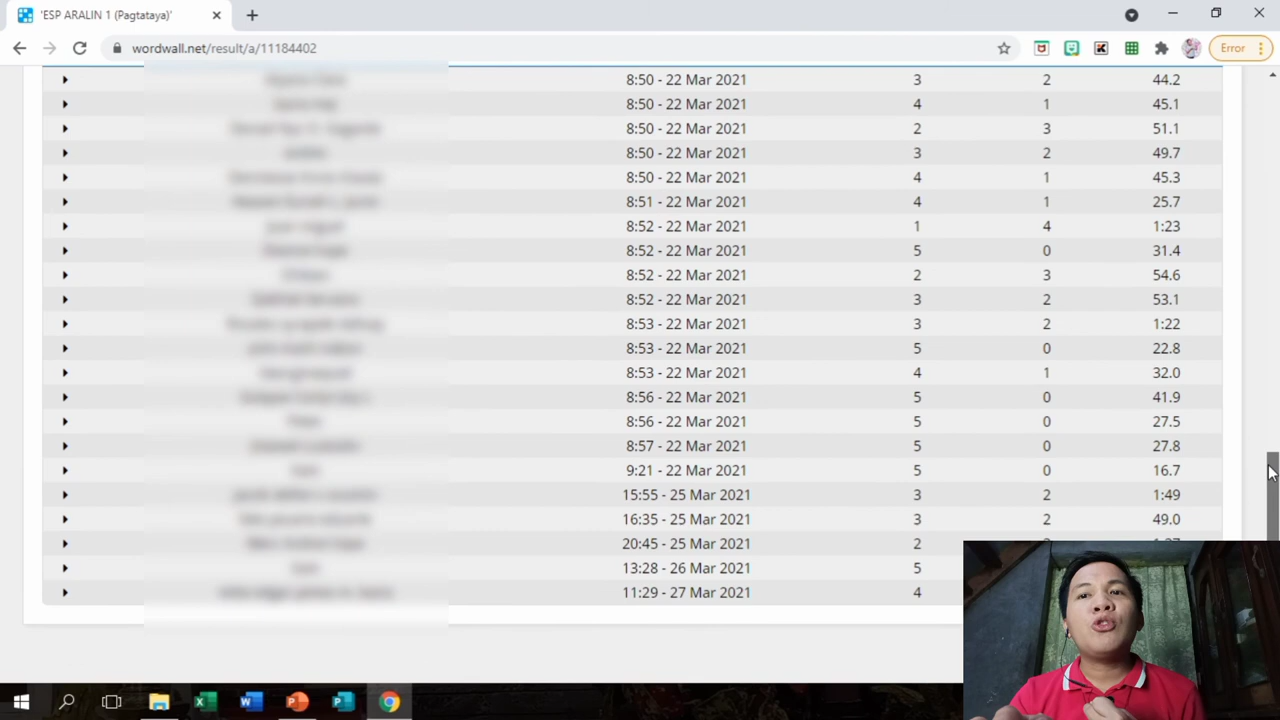 'ESP ARALIN 1 (Pagtataya)'
wordwall.net/result/a/11184402
Error
8:50 - 22 Mar 2021 3 2 44.2
8:50 - 22 Mar 2021 4 1 45.1
8:50 - 22 Mar 2021 2 3 51.1
8:50 - 22 Mar 2021 3 2 49.7
8:50 - 22 Mar 2021 4 1 45.3
8:51 - 22 Mar 2021 4 1 25.7
8:52 - 22 Mar 2021 1 4 1:23
8:52 - 22 Mar 2021 5 0 31.4
8:52 - 22 Mar 2021 2 3 54.6
8:52 - 22 Mar 2021 3 2 53.1
8:53 - 22 Mar 2021 3 2 1:22
8:53 - 22 Mar 2021 5 0 22.8
8:53 - 22 Mar 2021 4 1 32.0
8:56 - 22 Mar 2021 5 0 41.9
8:56 - 22 Mar 2021 5 0 27.5
8:57 - 22 Mar 2021 5 0 27.8
9:21 - 22 Mar 2021 5 0 16.7
15:55 - 25 Mar 2021 3 2 1:49
16:35 - 25 Mar 2021 3 2 49.0
20:45 - 25 Mar 2021 2
13:28 - 26 Mar 2021 5
11:29 - 27 Mar 2021 4